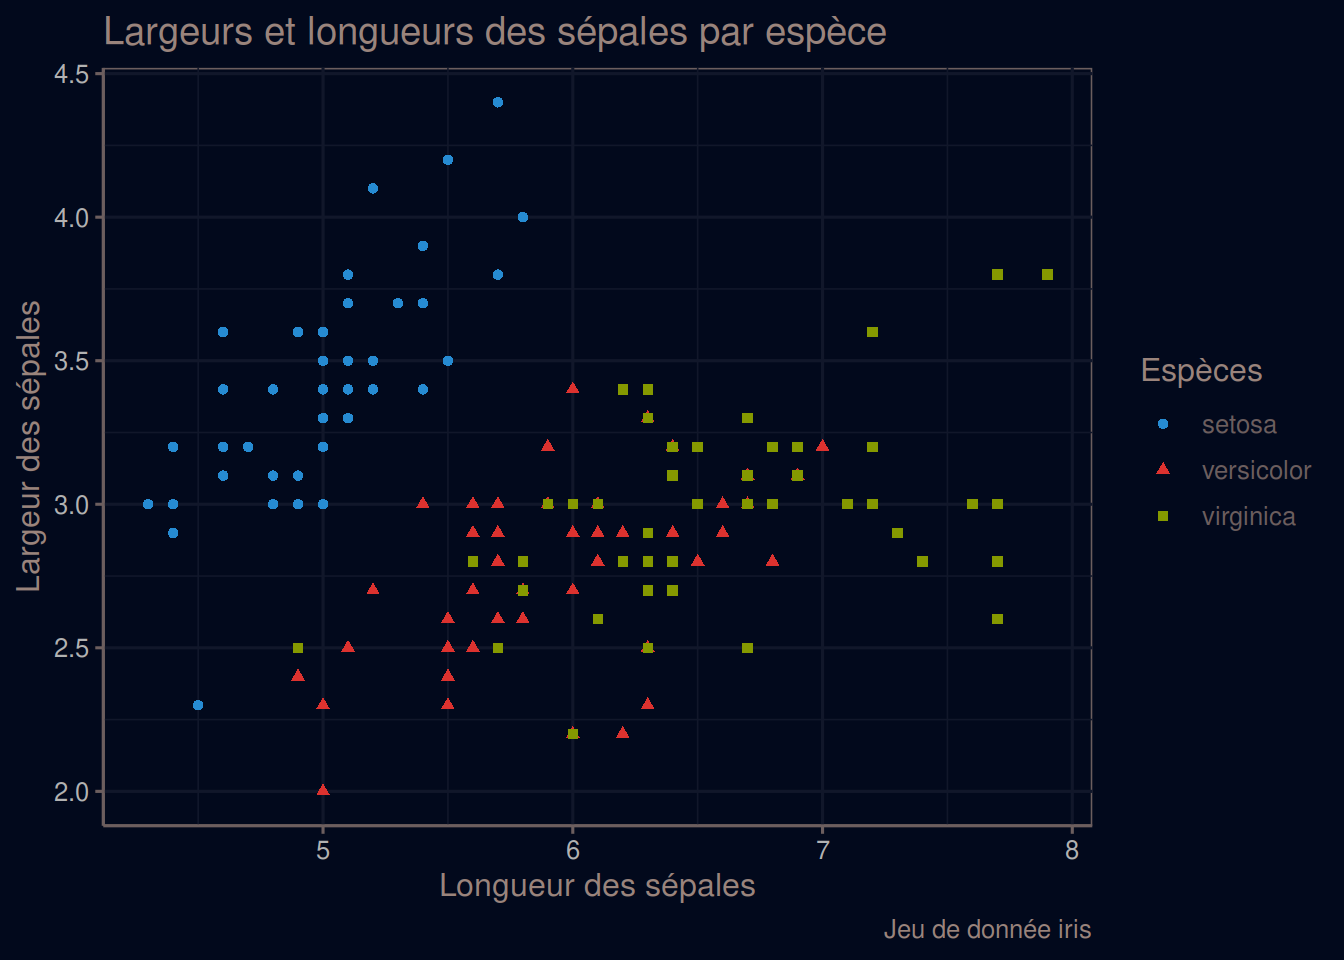 Largeurs et longueurs des sépales par espèce
Largeur des sépales
4.5
4.0
3.5
3.0
2.5
2.0
5 6 7 8
Longueur des sépales
Espèces
setosa
versicolor
virginica
Jeu de donnée iris